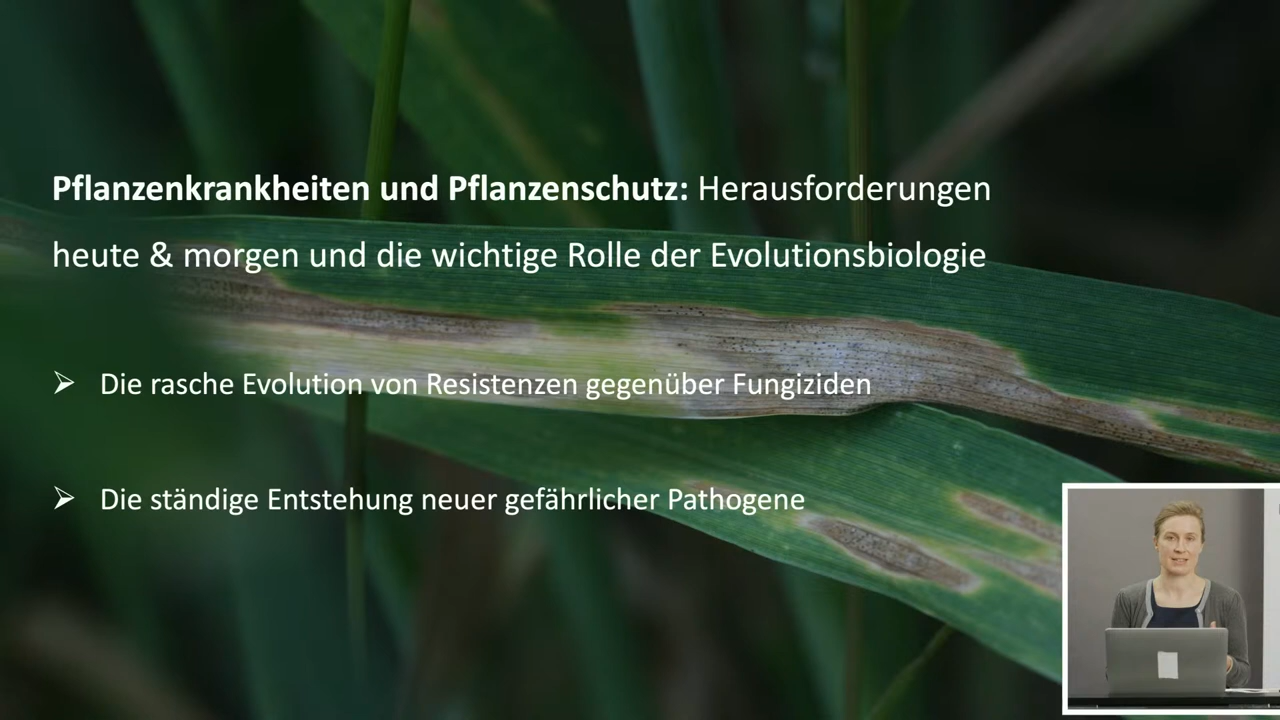 Pflanzenkrankheiten und Pflanzenschutz: Herausforderungen
heute & morgen und die wichtige Rolle der Evolutionsbiologie
➢ Die rasche Evolution von Resistenzen gegenüber Fungiziden
➢ Die ständige Entstehung neuer gefährlicher Pathogene